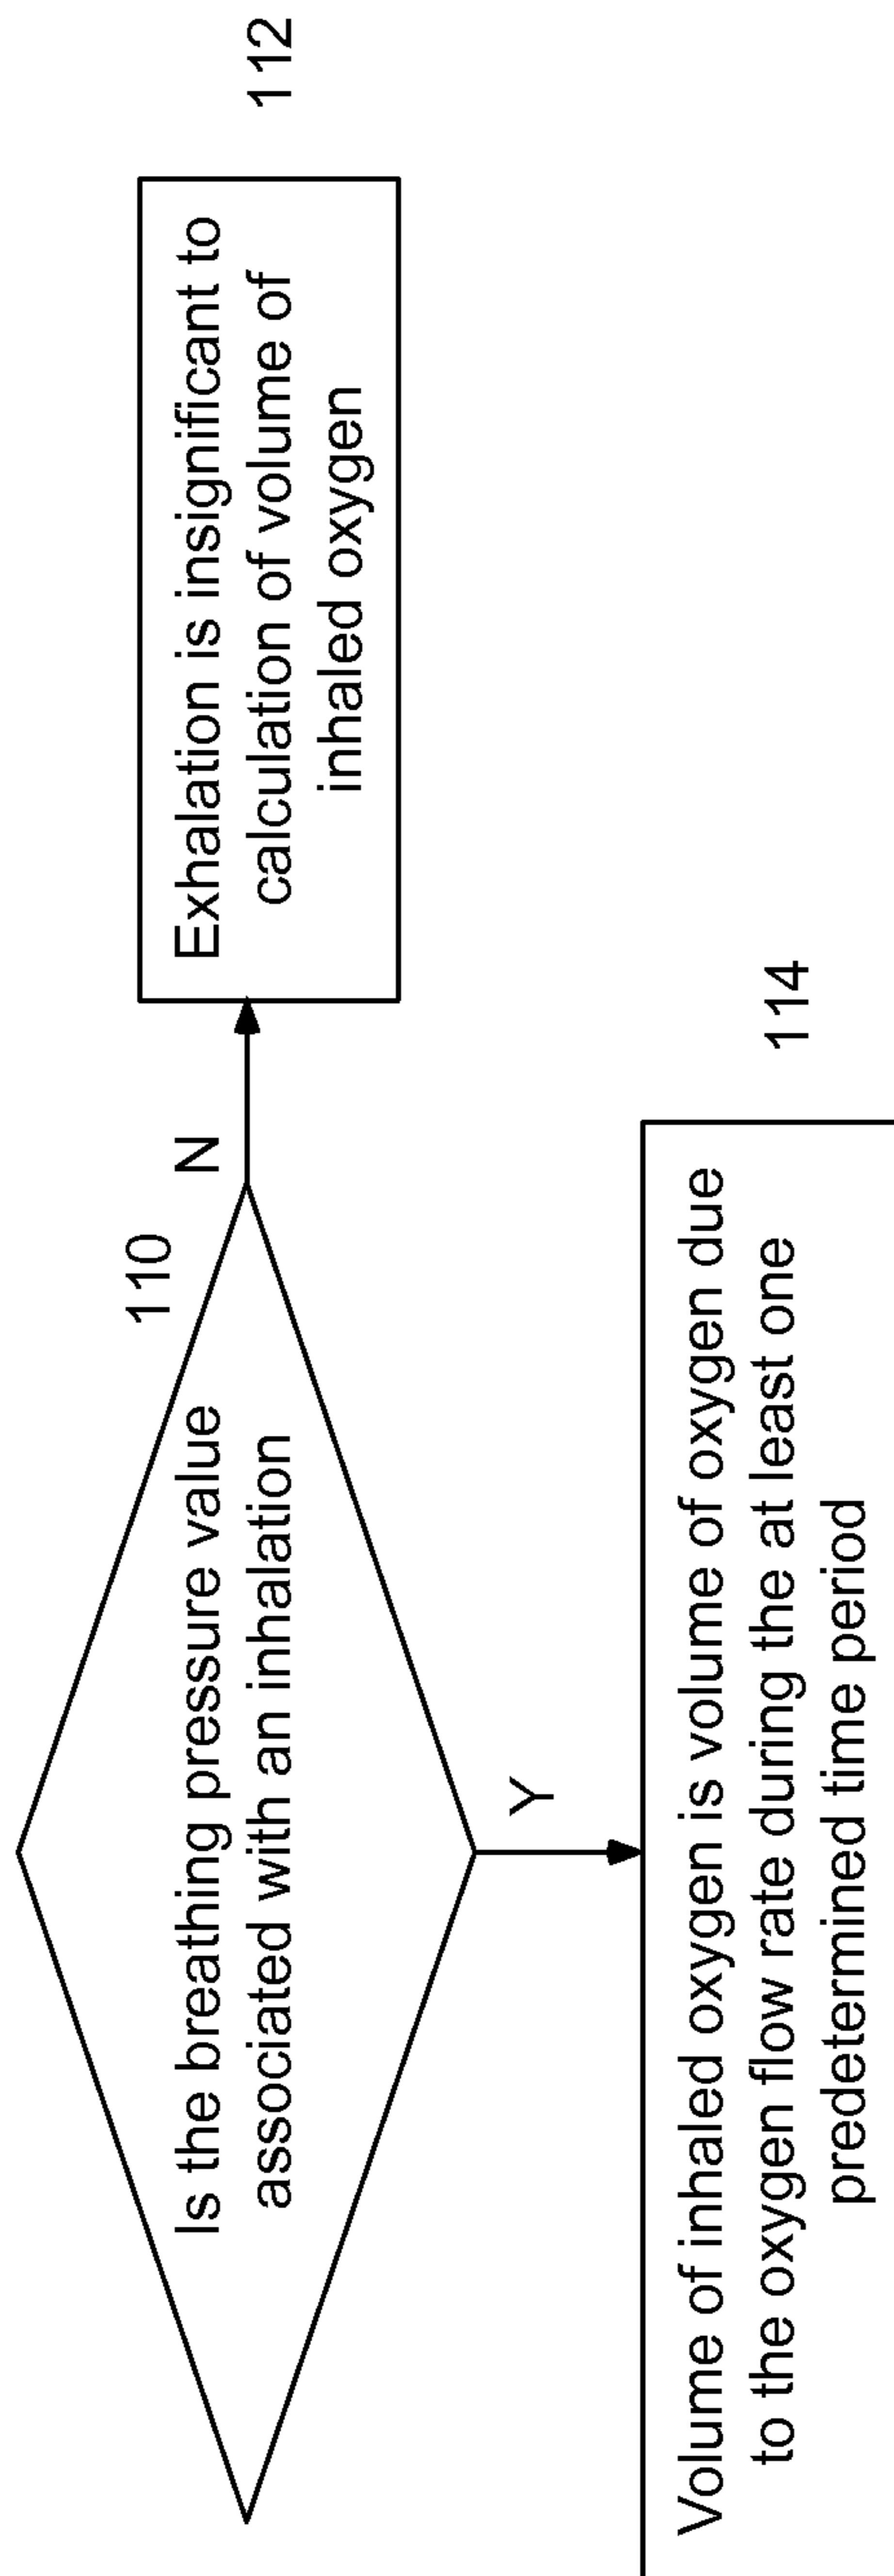 110
Is the breathing pressure value
associated with an inhalation
N
Exhalation is insignificant to
calculation of volume of
inhaled oxygen
112
Y
Volume of inhaled oxygen is volume of oxygen due
to the oxygen flow rate during the at least one
predetermined time period
114